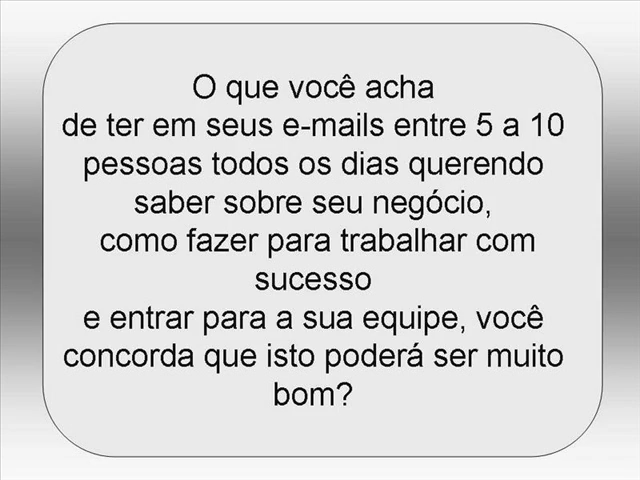 O que você acha
de ter em seus e-mails entre 5 a 10
pessoas todos os dias querendo
saber sobre seu negócio,
como fazer para trabalhar com
sucesso
e entrar para a sua equipe, você
concorda que isto poderá ser muito
bom?